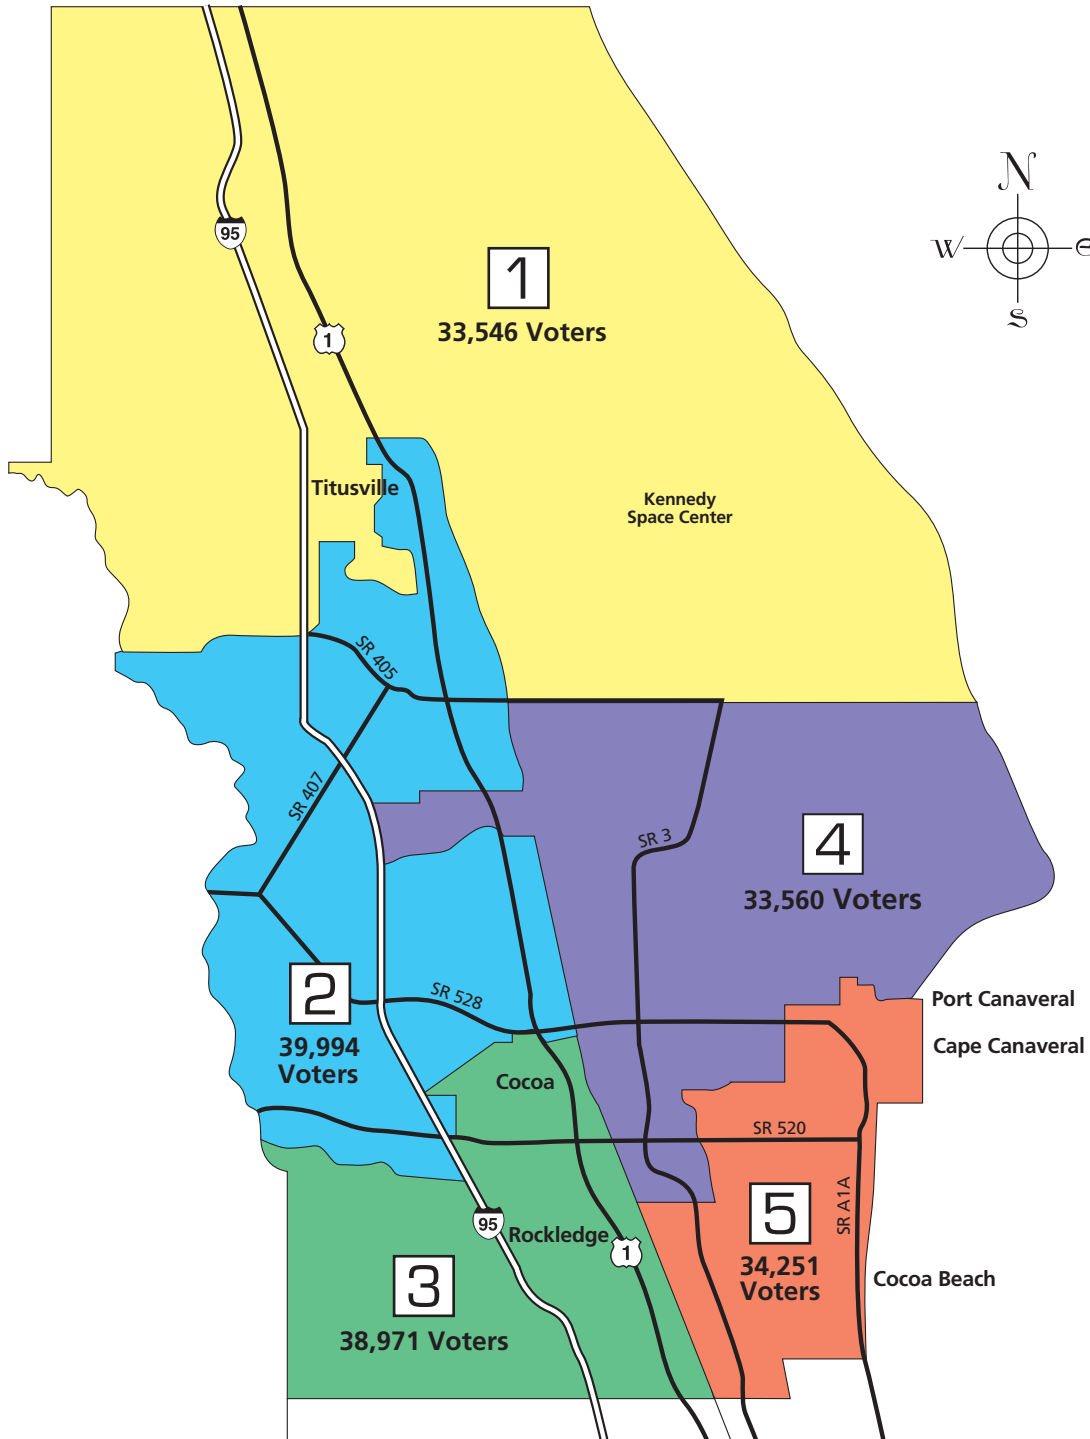 N
W
e
S
95
1
1
33,546 Voters
Titusville
Kennedy
Space Center
SR 405
SR 407
SR 3
4
33,560 Voters
2
39,994
Voters
SR 528
Port Canaveral
Cape Canaveral
Cocoa
SR 520
5
34,251
Voters
SR A1A
95
Rockledge
1
3
38,971 Voters
Cocoa Beach